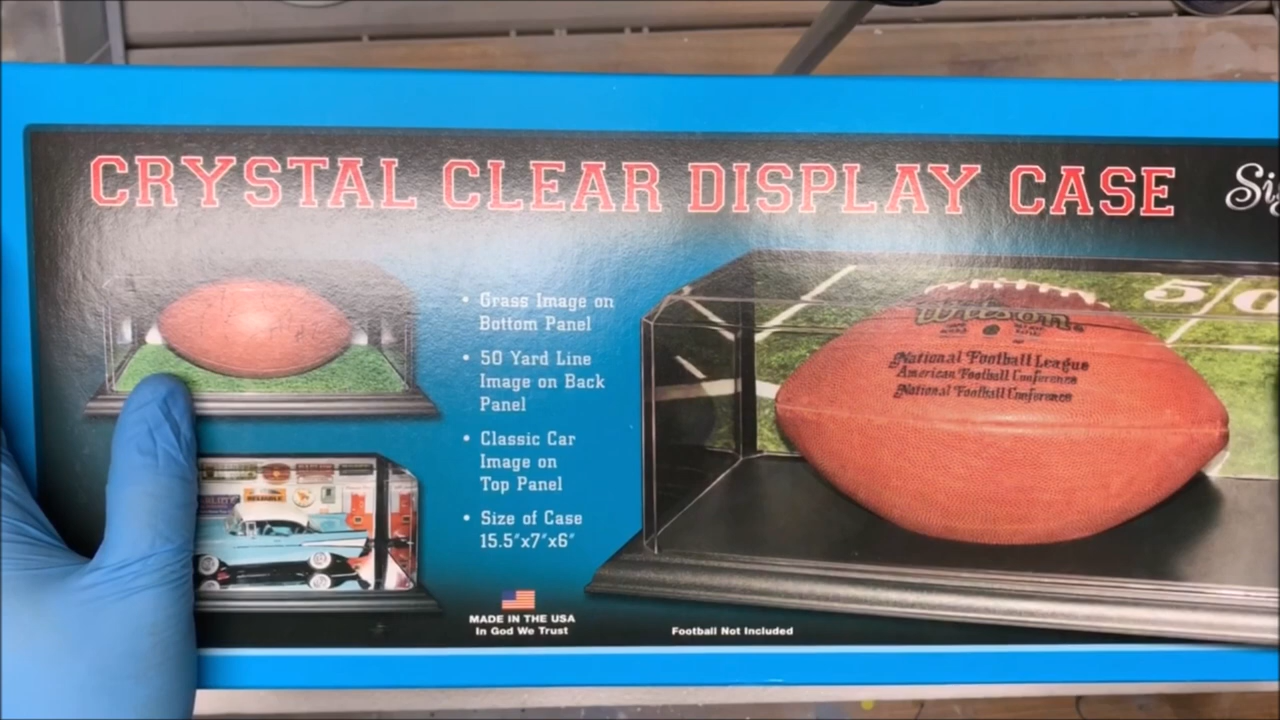 CRYSTAL CLEAR DISPLAY CASE
• Grass Image on
Bottom Panel
• 50 Yard Line
Image on Back
Panel
• Classic Car
Image on
Top Panel
• Size of Case
15.5″x7″x6″
MADE IN THE USA
In God We Trust
50
Wilson
National Football League
American Football Conference
National Football Conference
Football Not Included